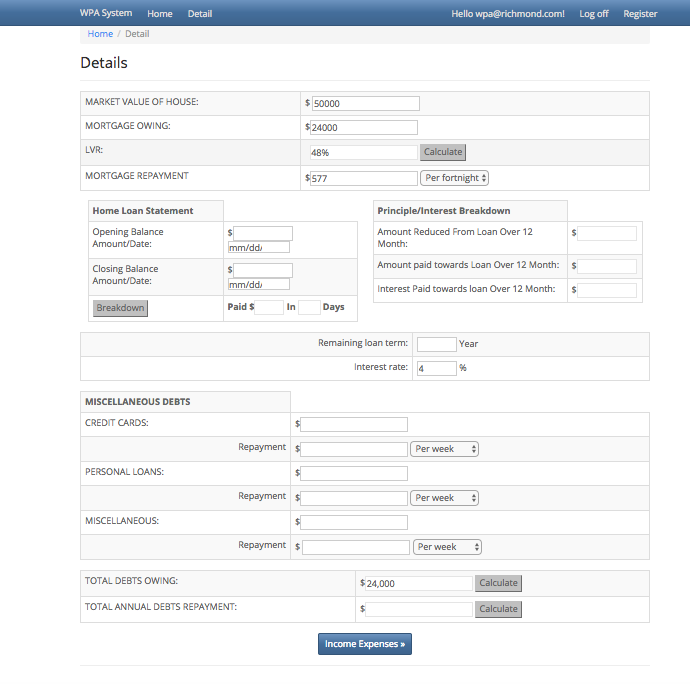 WPA System Home Detail Hello wpa@richmond.com! Log off Register
Home / Detail
Details
MARKET VALUE OF HOUSE: $ 50000
MORTGAGE OWING: $ 24000
LVR: 48% Calculate
MORTGAGE REPAYMENT $ 577 Per fortnight
Home Loan Statement
Opening Balance
Amount/Date:
$
mm/dd/
Closing Balance
Amount/Date:
$
mm/dd/
Breakdown Paid $ In Days
Principle/Interest Breakdown
Amount Reduced From Loan Over 12
Month:
$
Amount paid towards Loan Over 12 Month: $
Interest Paid towards loan Over 12 Month: $
Remaining loan term: Year
Interest rate: 4 %
MISCELLANEOUS DEBTS
CREDIT CARDS: $
Repayment $ Per week
PERSONAL LOANS: $
Repayment $ Per week
MISCELLANEOUS: $
Repayment $ Per week
TOTAL DEBTS OWING: $ 24,000 Calculate
TOTAL ANNUAL DEBTS REPAYMENT: $ Calculate
Income Expenses »